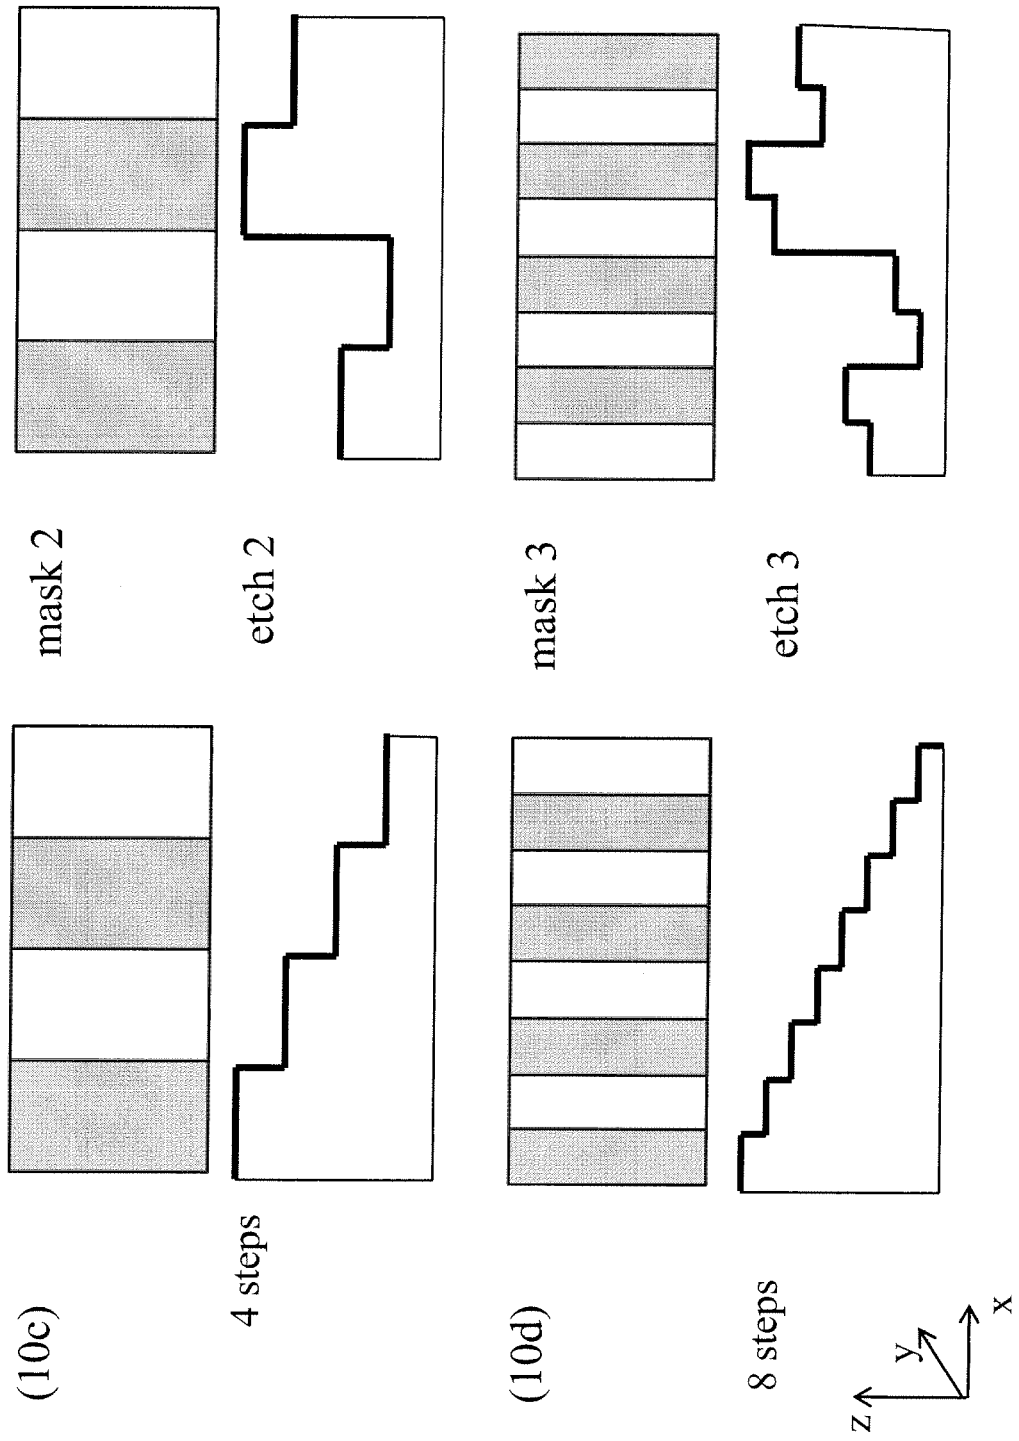 (10c)
mask 2
4 steps
etch 2
(10d)
mask 3
8 steps
etch 3
z
y
x